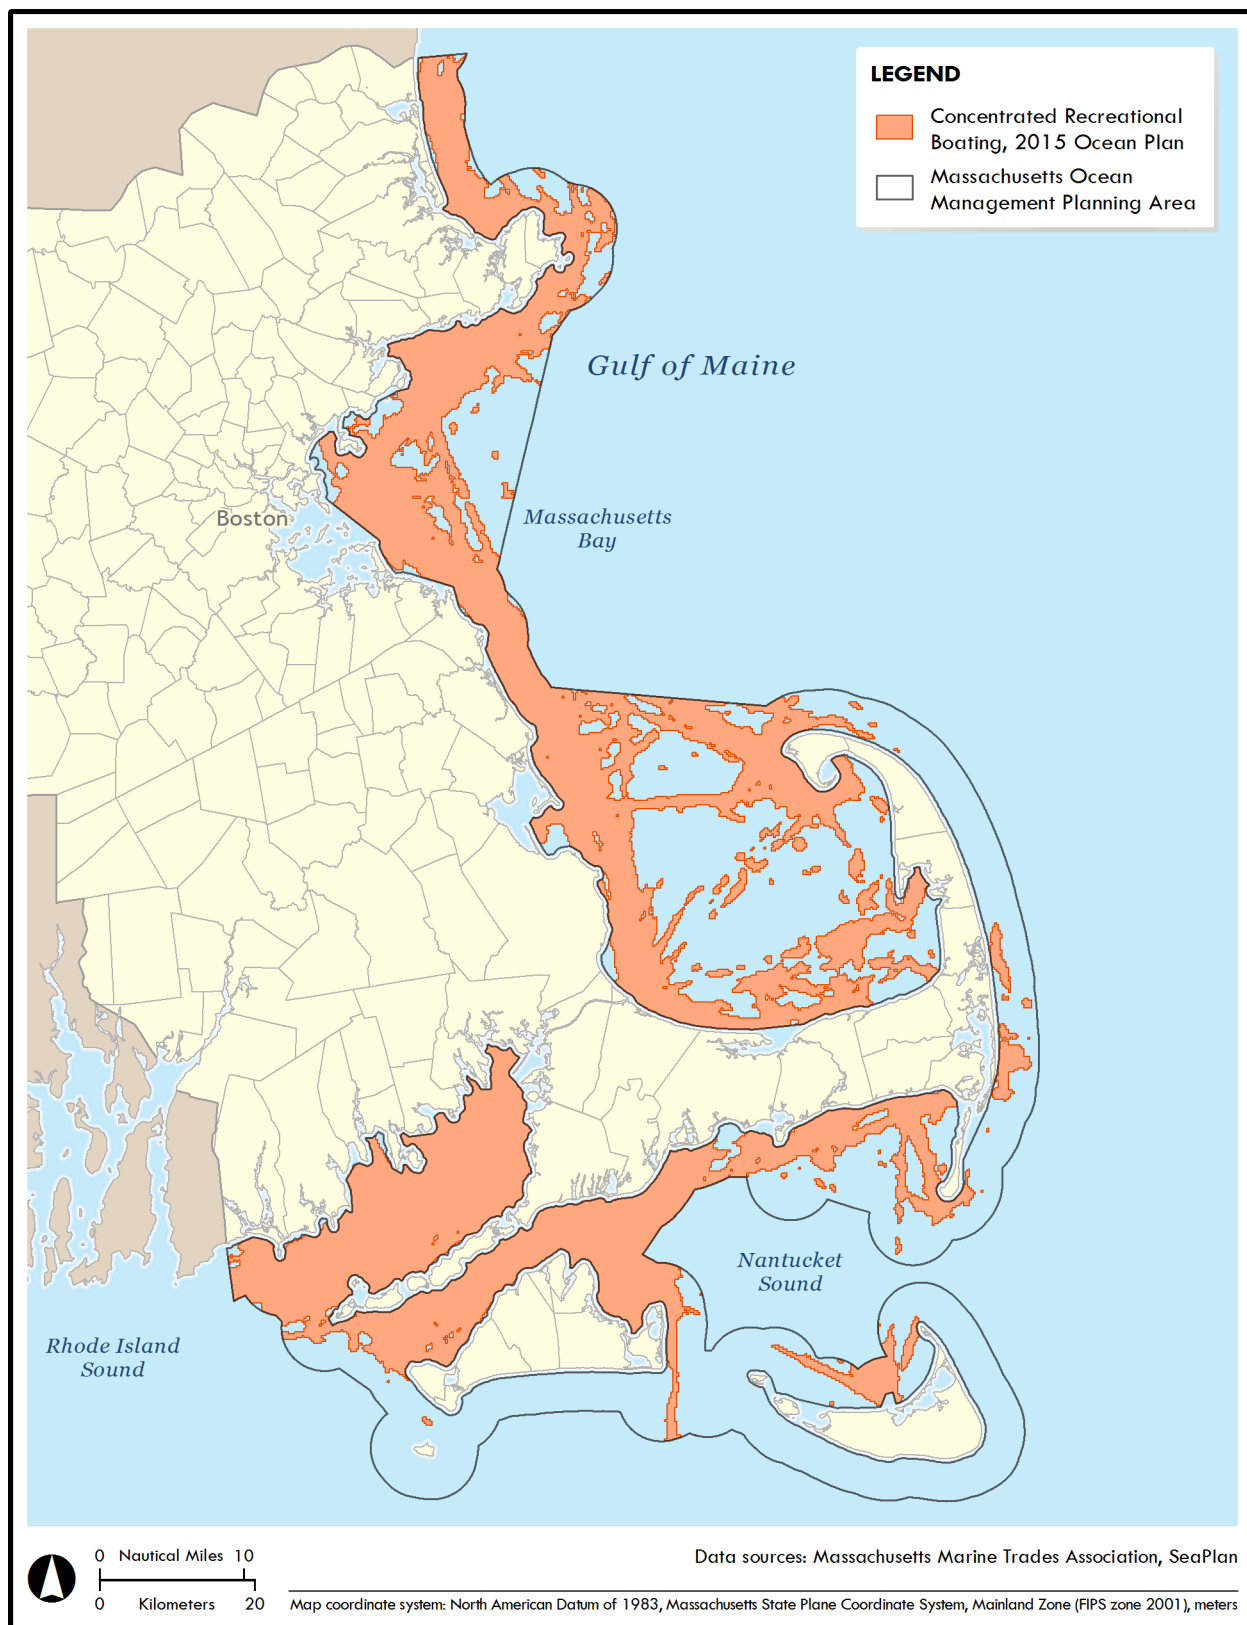 LEGEND
Concentrated Recreational
Boating, 2015 Ocean Plan
Massachusetts Ocean
Management Planning Area
Gulf of Maine
Boston
Massachusetts
Bay
Nantucket
Sound
Rhode Island
Sound
0 Nautical Miles 10
0 Kilometers 20
Data sources: Massachusetts Marine Trades Association, SeaPlan
Map coordinate system: North American Datum of 1983, Massachusetts State Plane Coordinate System, Mainland Zone (FIPS zone 2001), meters